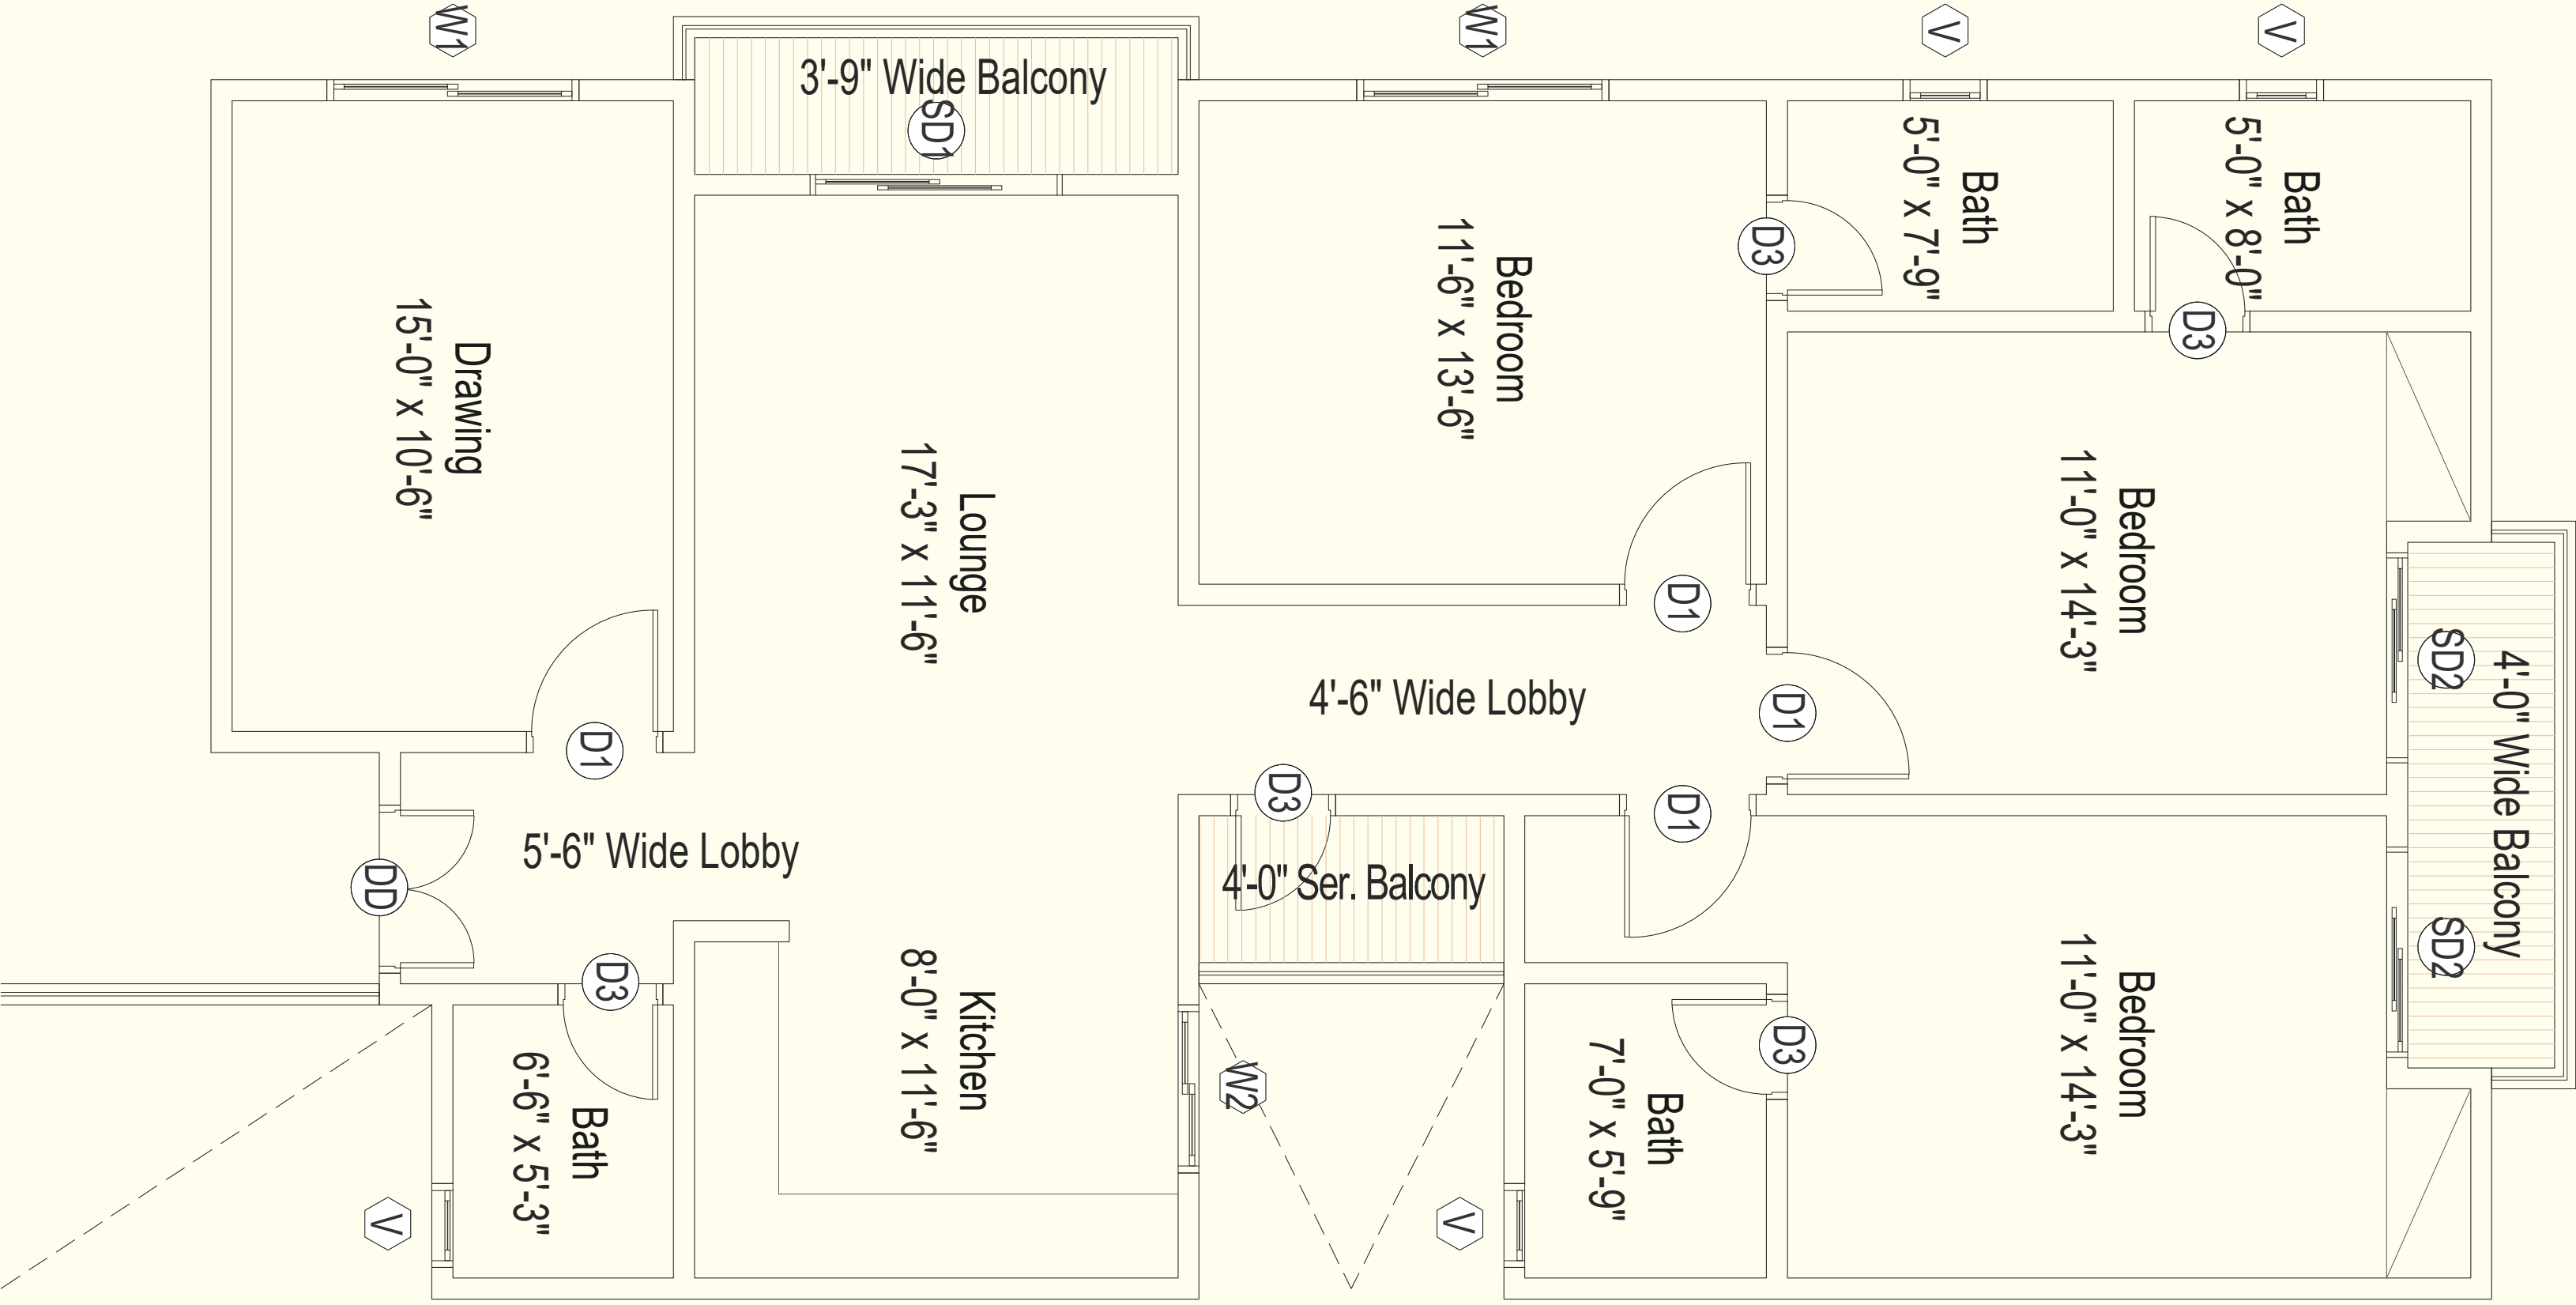 W1
W1
V
V
3'-9" Wide Balcony
SD1
Bath
5'-0" x 7'-9"
Bath
5'-0" x 8'-0"
D3
D3
Drawing
15'-0" x 10'-6"
Lounge
17'-3" x 11'-6"
Bedroom
11'-6" x 13'-6"
Bedroom
11'-0" x 14'-3"
D1
D1
D1
D1
4'-6" Wide Lobby
SD2
4'-0" Wide Balcony
SD2
D3
5'-6" Wide Lobby
DD
4'-0" Ser. Balcony
D3
Kitchen
8'-0" x 11'-6"
Bedroom
11'-0" x 14'-3"
D3
W2
Bath
6'-6" x 5'-3"
Bath
7'-0" x 5'-9"
V
V